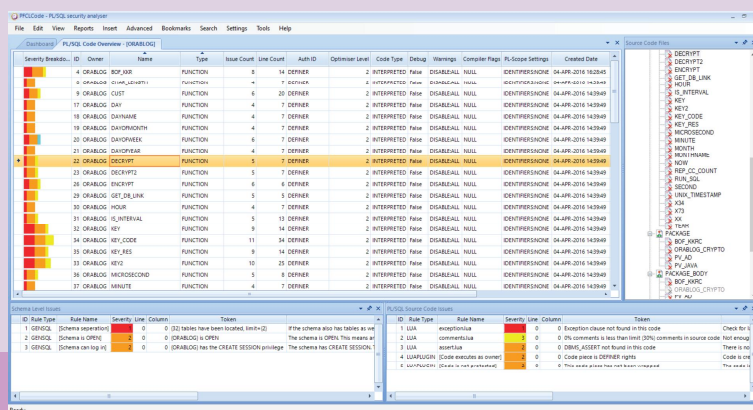 PFCLCode - PL/SQL security analyser
File Edit View Reports Insert Advanced Bookmarks Search Settings Tools Help
Dashboard PL/SQL Code Overview - [ORABLOG]
Source Code Files
Severity Breakdo... ID Owner Name Type Issue Count Line Count Auth ID Optimiser Level Code Type Debug Warnings Compiler Flags PL-Scope Settings Created Date
4 ORABLOG BOF_KKR FUNCTION 8 14 DEFINER 2 INTERPRETED False DISABLE:ALL NULL IDENTIFIERS:NONE 04-APR-2016 16:28:45
9 ORABLOG CUST FUNCTION 6 20 DEFINER 2 INTERPRETED False DISABLE:ALL NULL IDENTIFIERS:NONE 04-APR-2016 14:39:49
17 ORABLOG DAY FUNCTION 4 7 DEFINER 2 INTERPRETED False DISABLE:ALL NULL IDENTIFIERS:NONE 04-APR-2016 14:39:49
18 ORABLOG DAYNAME FUNCTION 4 7 DEFINER 2 INTERPRETED False DISABLE:ALL NULL IDENTIFIERS:NONE 04-APR-2016 14:39:49
19 ORABLOG DAYOFMONTH FUNCTION 4 7 DEFINER 2 INTERPRETED False DISABLE:ALL NULL IDENTIFIERS:NONE 04-APR-2016 14:39:49
20 ORABLOG DAYOFWEEK FUNCTION 6 7 DEFINER 2 INTERPRETED False DISABLE:ALL NULL IDENTIFIERS:NONE 04-APR-2016 14:39:49
21 ORABLOG DAYOFYEAR FUNCTION 4 7 DEFINER 2 INTERPRETED False DISABLE:ALL NULL IDENTIFIERS:NONE 04-APR-2016 14:39:49
22 ORABLOG DECRYPT FUNCTION 5 7 DEFINER 2 INTERPRETED False DISABLE:ALL NULL IDENTIFIERS:NONE 04-APR-2016 14:39:49
23 ORABLOG DECRYPT2 FUNCTION 5 7 DEFINER 2 INTERPRETED False DISABLE:ALL NULL IDENTIFIERS:NONE 04-APR-2016 14:39:49
26 ORABLOG ENCRYPT FUNCTION 6 6 DEFINER 2 INTERPRETED False DISABLE:ALL NULL IDENTIFIERS:NONE 04-APR-2016 14:39:49
29 ORABLOG GET_DB_LINK FUNCTION 5 5 DEFINER 2 INTERPRETED False DISABLE:ALL NULL IDENTIFIERS:NONE 04-APR-2016 14:39:49
30 ORABLOG HOUR FUNCTION 4 7 DEFINER 2 INTERPRETED False DISABLE:ALL NULL IDENTIFIERS:NONE 04-APR-2016 14:39:49
31 ORABLOG IS_INTERVAL FUNCTION 5 13 DEFINER 2 INTERPRETED False DISABLE:ALL NULL IDENTIFIERS:NONE 04-APR-2016 14:39:49
32 ORABLOG KEY FUNCTION 9 14 DEFINER 2 INTERPRETED False DISABLE:ALL NULL IDENTIFIERS:NONE 04-APR-2016 14:39:49
34 ORABLOG KEY_CODE FUNCTION 11 34 DEFINER 2 INTERPRETED False DISABLE:ALL NULL IDENTIFIERS:NONE 04-APR-2016 14:39:49
35 ORABLOG KEY_RES FUNCTION 9 14 DEFINER 2 INTERPRETED False DISABLE:ALL NULL IDENTIFIERS:NONE 04-APR-2016 14:39:49
33 ORABLOG KEY2 FUNCTION 10 25 DEFINER 2 INTERPRETED False DISABLE:ALL NULL IDENTIFIERS:NONE 04-APR-2016 14:39:49
36 ORABLOG MICROSECOND FUNCTION 5 8 DEFINER 2 INTERPRETED False DISABLE:ALL NULL IDENTIFIERS:NONE 04-APR-2016 14:39:49
37 ORABLOG MINUTE FUNCTION 4 7 DEFINER 2 INTERPRETED False DISABLE:ALL NULL IDENTIFIERS:NONE 04-APR-2016 14:39:49
DECRYPT
DECRYPT2
ENCRYPT
GET_DB_LINK
HOUR
IS_INTERVAL
KEY
KEY2
KEY_CODE
KEY_RES
MICROSECOND
MINUTE
MONTH
MONTHNAME
NOW
REP_CC_COUNT
RUN_SQL
SECOND
UNIX_TIMESTAMP
X34
X73
XX
YEAR
PACKAGE
BOF_KKRC
ORABLOG_CRYPTO
PV_AD
PV_JAVA
PACKAGE_BODY
BOF_KKRC
ORABLOG_CRYPTO
Schema Level Issues
ID Rule Type Rule Name Severity Line Column Token
1 GENSQL [Schema seperation] 1 0 0 (32) tables have been located, limit=(2) If the schema also has tables as we
2 GENSQL [Schema is OPEN] 2 0 0 (ORABLOG) is OPEN The schema is OPEN. This means ar
3 GENSQL [Schema can log in] 2 0 0 (ORABLOG) has the CREATE SESSION privilege The schema has CREATE SESSION
PL/SQL Source Code Issues
ID Rule Type Rule Name Severity Line Column Token
1 LUA exception.lua 1 0 0 Exception clause not found in this code Check for l
2 LUA comments.lua 3 0 0 0% comments is less than limit (30%) comments in source code Not enoug
3 LUA assert.lua 2 0 0 DBMS_ASSERT not found in this code There is no
4 LUAPLUGIN [Code executes as owner] 2 0 0 Code piece is DEFINER rights Code is cre